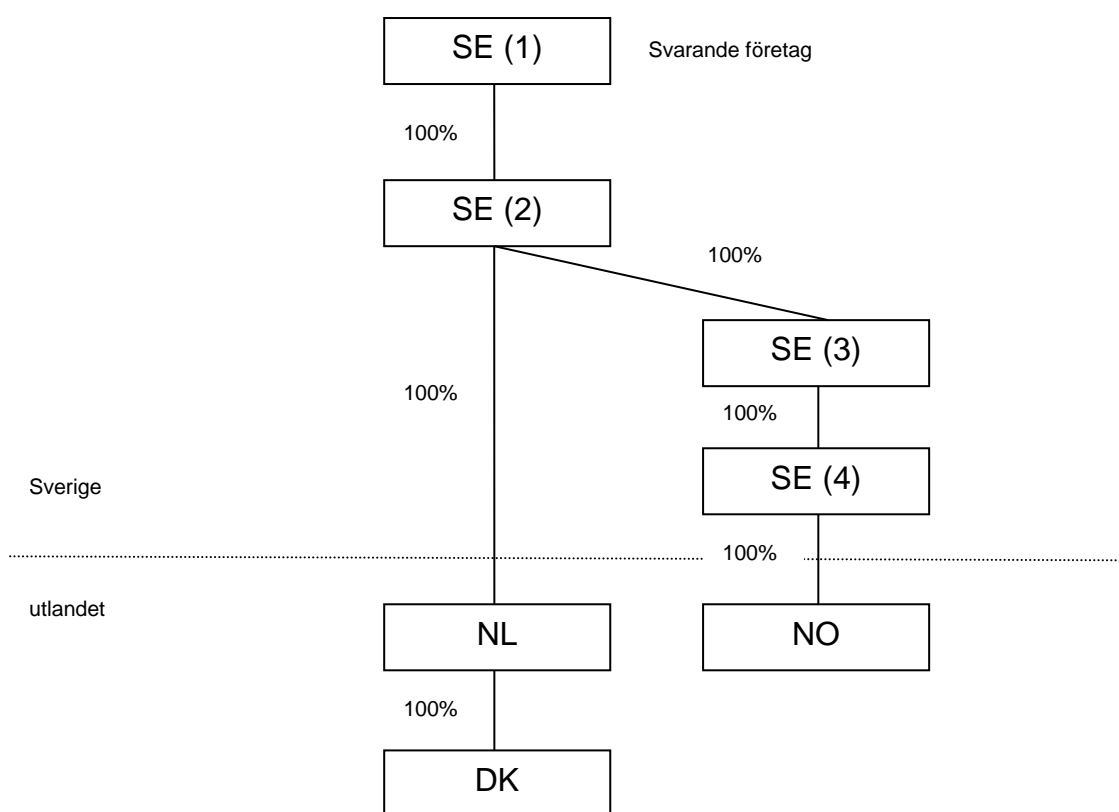 SE (1)
Svarande företag
100%
SE (2)
100%
SE (3)
100%
100%
SE (4)
Sverige
100%
utlandet
NL
NO
100%
DK